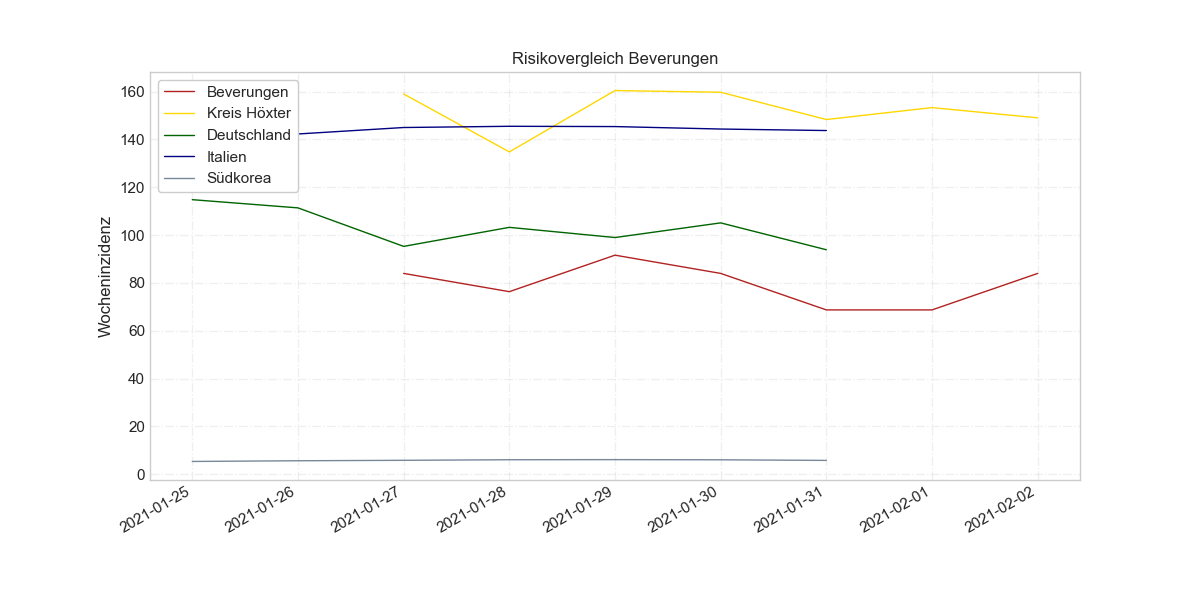 Risikovergleich Beverungen
Beverungen
Kreis Höxter
Deutschland
Italien
Südkorea
Wocheninzidenz
160
140
120
100
80
60
40
20
0
2021-01-25
2021-01-26
2021-01-27
2021-01-28
2021-01-29
2021-01-30
2021-01-31
2021-02-01
2021-02-02